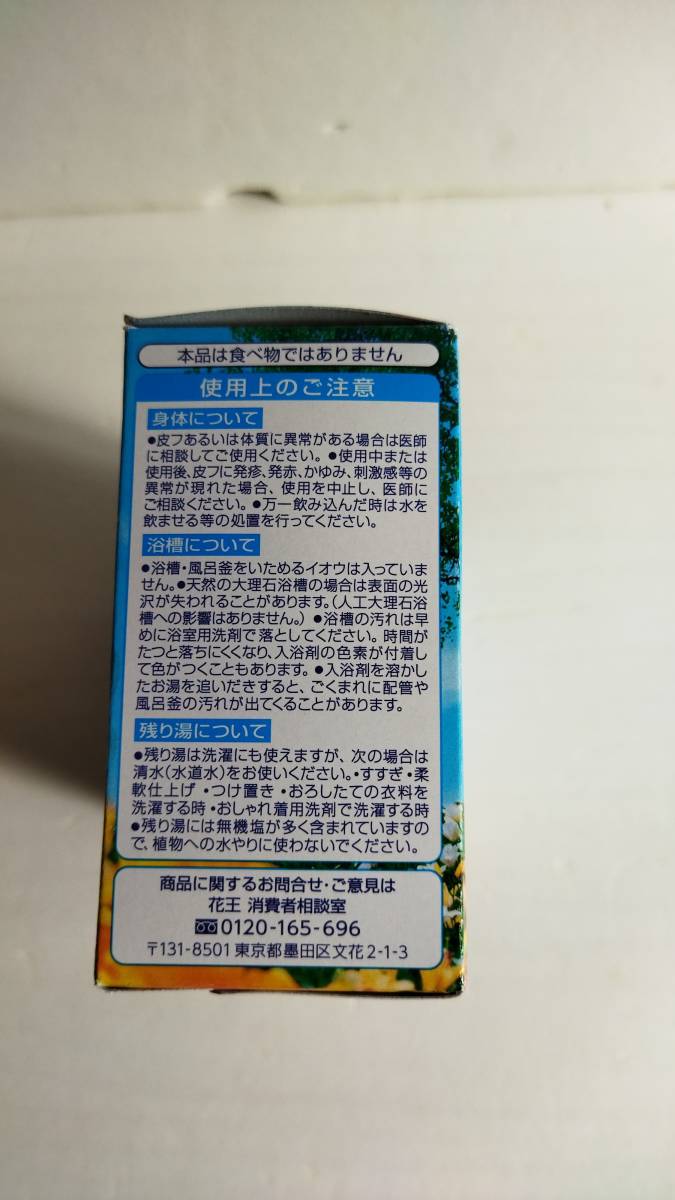 本品は食べ物ではありません
使用上のご注意
身体について
●皮フあるいは体質に異常がある場合は医師
に相談してご使用ください。●使用中または
使用後、皮フに発疹、発赤、かゆみ、刺激感等の
異常が現れた場合、使用を中止し、医師に
ご相談ください。●万一飲み込んだ時は水を
飲ませる等の処置を行ってください。
浴槽について
●浴槽・風呂釜をいためるイオウは入っていま
せん。●天然の大理石浴槽の場合は表面の光
沢が失われることがあります。(人工大理石浴
槽への影響はありません。)●浴槽の汚れは早
めに浴室用洗剤で落としてください。時間が
たつと落ちにくくなり、入浴剤の色素が付着し
て色がつくこともあります。●入浴剤を溶かし
たお湯を追いだきすると、ごくまれに配管や
風呂釜の汚れが出てくることがあります。
残り湯について
●残り湯は洗濯にも使えますが、次の場合は
清水(水道水)をお使いください。・すすぎ・柔
軟仕上げ・つけ置き・おろしたての衣料を
洗濯する時・おしゃれ着用洗剤で洗濯する時
●残り湯には無機塩が多く含まれていますの
で、植物への水やりに使わないでください。
商品に関するお問合せ・ご意見は
花王 消費者相談室
0120-165-696
〒131-8501 東京都墨田区文花2-1-3